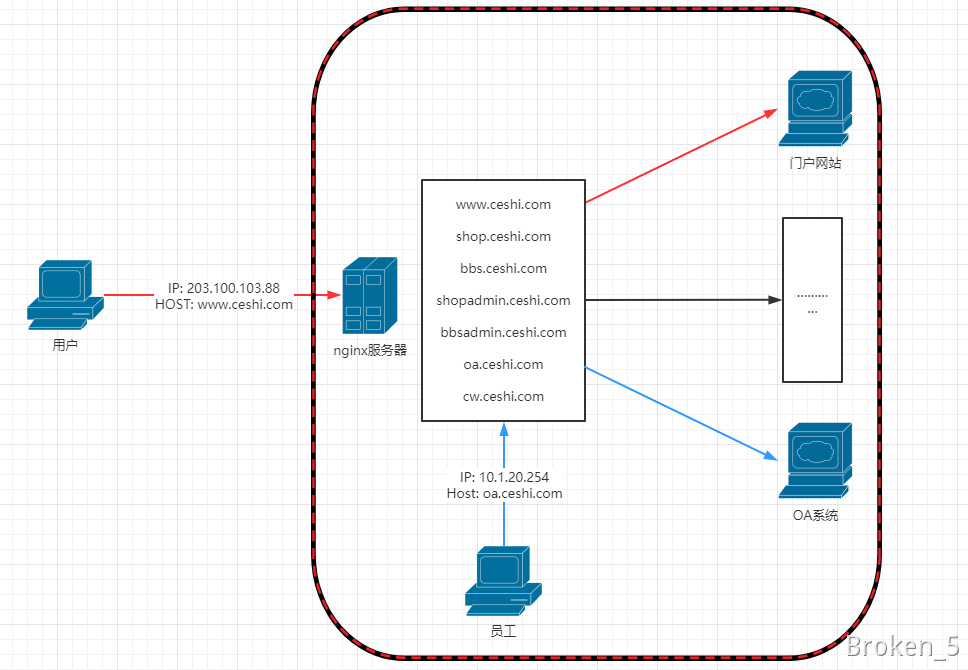 用户
IP: 203.100.103.88
HOST: www.ceshi.com
nginx服务器
www.ceshi.com
shop.ceshi.com
bbs.ceshi.com
shopadmin.ceshi.com
bbsadmin.ceshi.com
oa.ceshi.com
cw.ceshi.com
IP: 10.1.20.254
Host: oa.ceshi.com
员工
门户网站
.........
...
OA系统
Broken_5